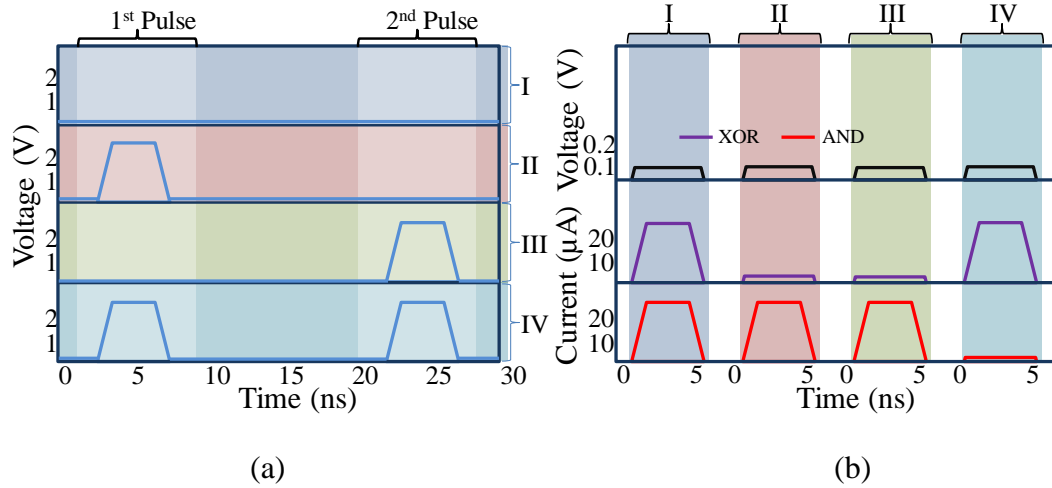 1st Pulse
2nd Pulse
Voltage (V)
2
1
I
2
1
II
2
1
III
2
1
IV
0 5 10 15 20 25 30
Time (ns)
(a)
I II III IV
Voltage (V)
0.2
0.1
XOR AND
Current (μA)
20
10
20
10
0 5 0 5 0 5 0 5
Time (ns)
(b)